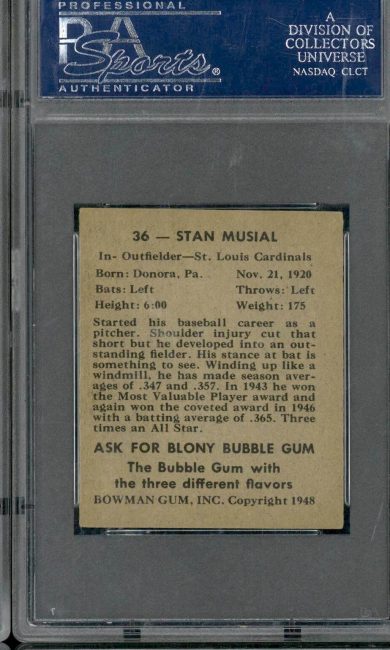 PROFESSIONAL
PSA
Sports®
AUTHENTICATOR
A
DIVISION OF
COLLECTORS
UNIVERSE
NASDAQ CLCT
36 — STAN MUSIAL
In- Outfielder—St. Louis Cardinals
Born: Donora, Pa. Nov. 21, 1920
Bats: Left Throws: Left
Height: 6:00 Weight: 175
Started his baseball career as a
pitcher. Shoulder injury cut that
short but he developed into an out-
standing fielder. His stance at bat is
something to see. Winding up like a
windmill, he has made season aver-
ages of .347 and .357. In 1943 he won
the Most Valuable Player award and
again won the coveted award in 1946
with a batting average of .365. Three
times an All Star.
ASK FOR BLONY BUBBLE GUM
The Bubble Gum with
the three different flavors
BOWMAN GUM, INC. Copyright 1948